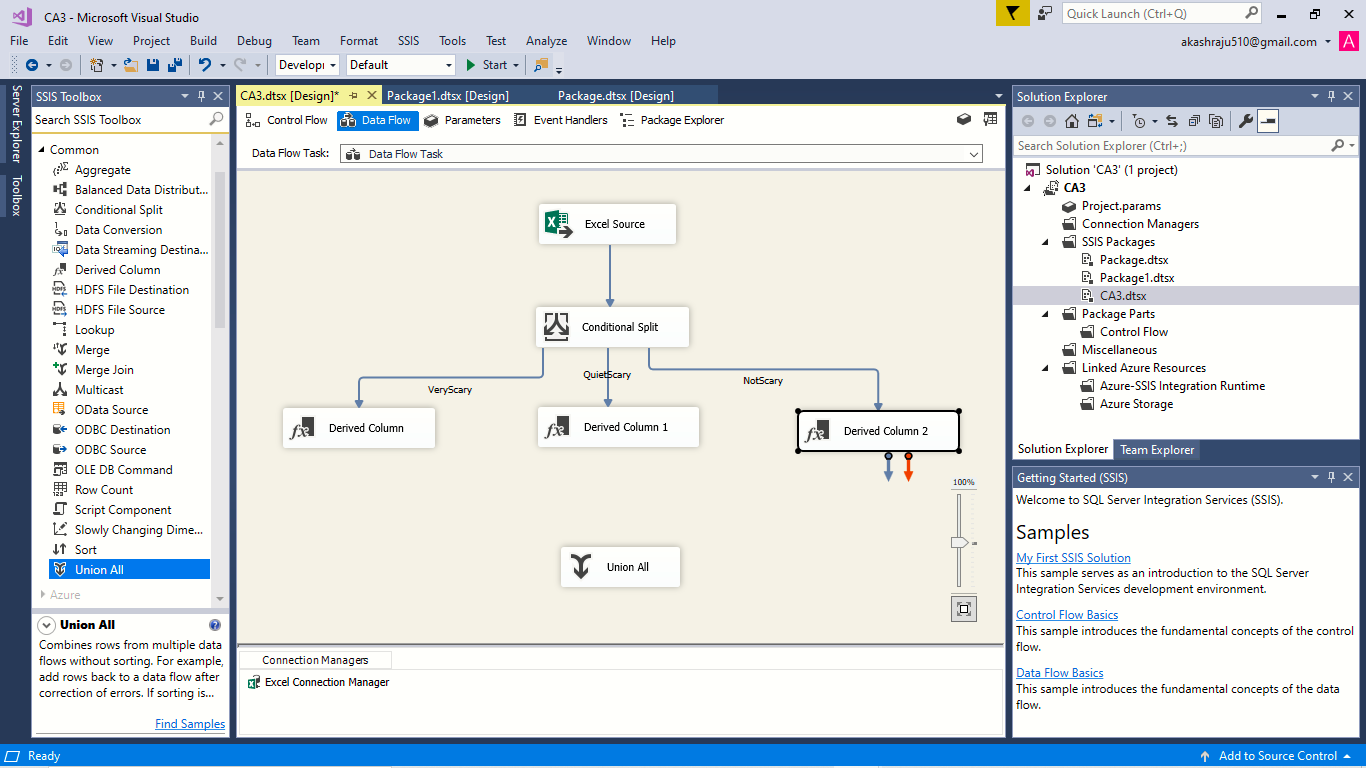 CA3 - Microsoft Visual Studio
Quick Launch (Ctrl+Q)
File Edit View Project Build Debug Team Format SSIS Tools Test Analyze Window Help
akashraju510@gmail.com A
Developı Default Start
Server Explorer
Toolbox
SSIS Toolbox
Search SSIS Toolbox
Common
Aggregate
Balanced Data Distribut...
Conditional Split
Data Conversion
Data Streaming Destina...
Derived Column
HDFS File Destination
HDFS File Source
Lookup
Merge
Merge Join
Multicast
OData Source
ODBC Destination
ODBC Source
OLE DB Command
Row Count
Script Component
Slowly Changing Dime...
Sort
Union All
Azure
Union All
Combines rows from multiple data
flows without sorting. For example,
add rows back to a data flow after
correction of errors. If sorting is...
Find Samples
CA3.dtsx [Design]* Package1.dtsx [Design] Package.dtsx [Design]
Control Flow Data Flow Parameters Event Handlers Package Explorer
Data Flow Task: Data Flow Task
Excel Source
Conditional Split
VeryScary QuietScary NotScary
Derived Column Derived Column 1 Derived Column 2
100%
Union All
Connection Managers
Excel Connection Manager
Solution Explorer
Search Solution Explorer (Ctrl+;)
Solution 'CA3' (1 project)
CA3
Project.params
Connection Managers
SSIS Packages
Package.dtsx
Package1.dtsx
CA3.dtsx
Package Parts
Control Flow
Miscellaneous
Linked Azure Resources
Azure-SSIS Integration Runtime
Azure Storage
Solution Explorer Team Explorer
Getting Started (SSIS)
Welcome to SQL Server Integration Services (SSIS).
Samples
My First SSIS Solution
This sample serves as an introduction to the SQL Server
Integration Services development environment.
Control Flow Basics
This sample introduces the fundamental concepts of the control
flow.
Data Flow Basics
This sample introduces the fundamental concepts of the data
flow.
Ready
Add to Source Control